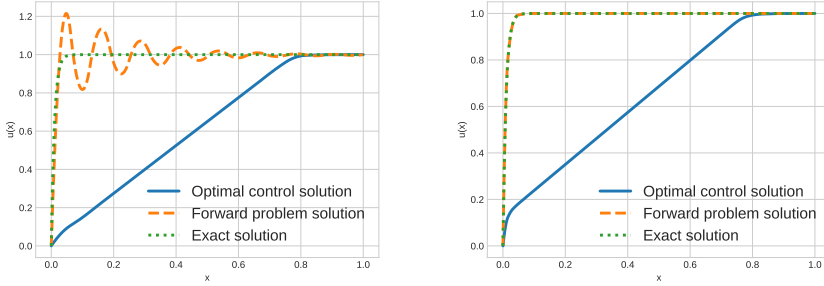 1.2
1.0
0.8
0.6
0.4
0.2
0.0
u(x)
Optimal control solution
Forward problem solution
Exact solution
0.0 0.2 0.4 0.6 0.8 1.0
x
1.0
0.8
0.6
0.4
0.2
0.0
u(x)
Optimal control solution
Forward problem solution
Exact solution
0.0 0.2 0.4 0.6 0.8 1.0
x